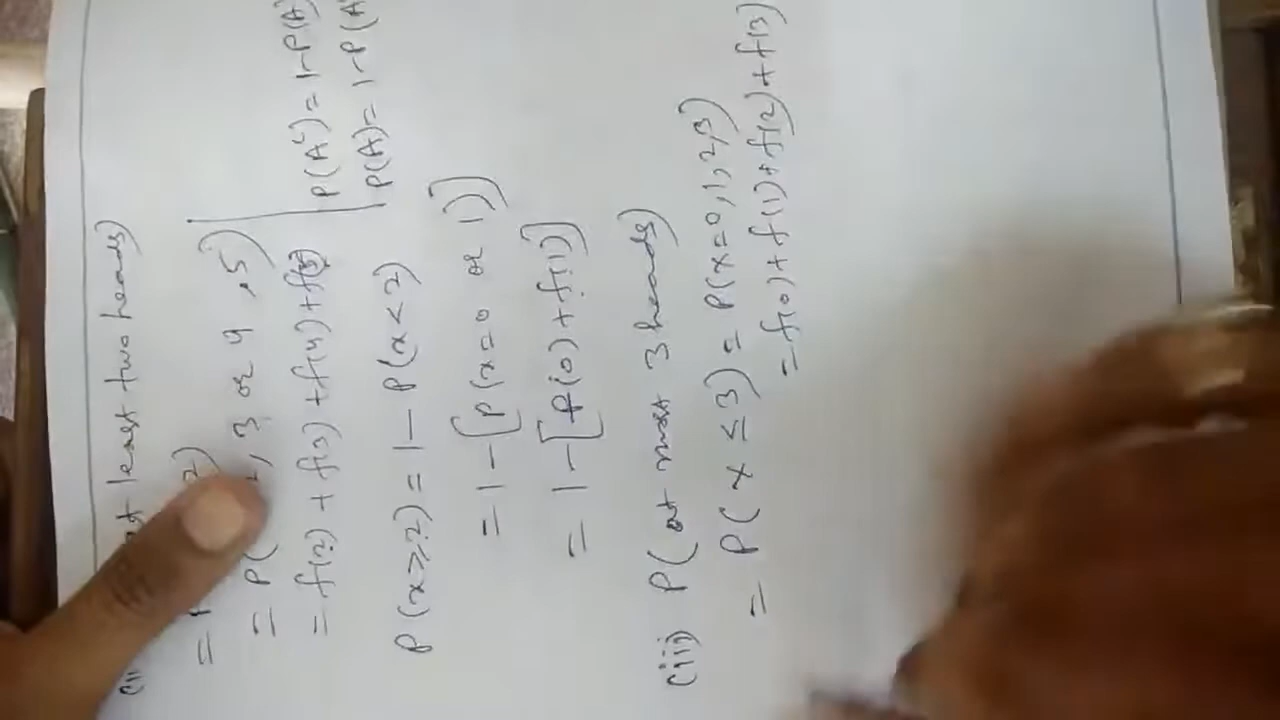 at least two heads)
= P( , 3 or 4, 5)
= f(2) + f(3) + f(4) + f(5)
P(A^c) = 1-P(A)
P(A) = 1-P(A
P(x≥2) = 1 - P(x<2)
= 1 - [P(x=0 or 1)]
= 1 - [f(0) + f(1)]
(iii) P(at most 3 heads)
= P(x ≤ 3) = P(x=0, 1, 2, 3)
= f(0) + f(1) + f(2) + f(3)